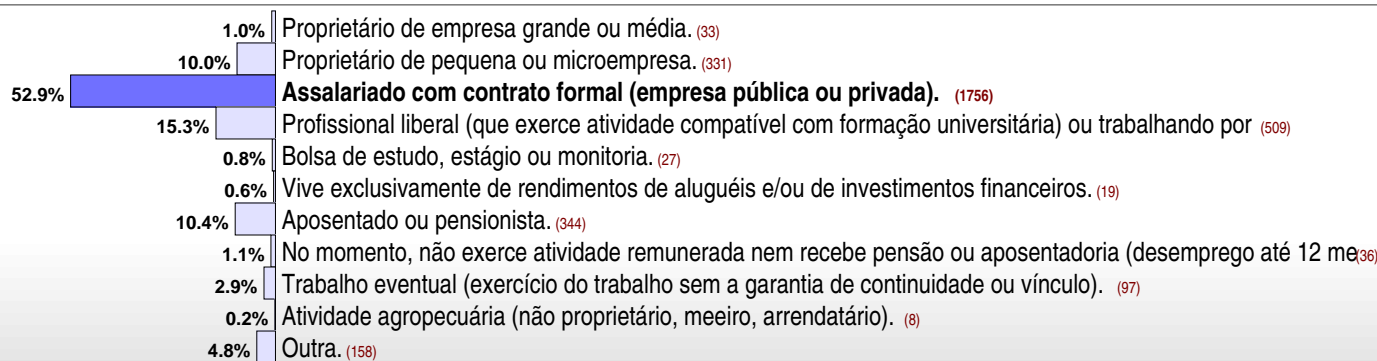 1.0% Proprietário de empresa grande ou média. (33)
10.0% Proprietário de pequena ou microempresa. (331)
52.9% Assalariado com contrato formal (empresa pública ou privada). (1756)
15.3% Profissional liberal (que exerce atividade compatível com formação universitária) ou trabalhando por (509)
0.8% Bolsa de estudo, estágio ou monitoria. (27)
0.6% Vive exclusivamente de rendimentos de aluguéis e/ou de investimentos financeiros. (19)
10.4% Aposentado ou pensionista. (344)
1.1% No momento, não exerce atividade remunerada nem recebe pensão ou aposentadoria (desemprego até 12 me(36)
2.9% Trabalho eventual (exercício do trabalho sem a garantia de continuidade ou vínculo). (97)
0.2% Atividade agropecuária (não proprietário, meeiro, arrendatário). (8)
4.8% Outra. (158)